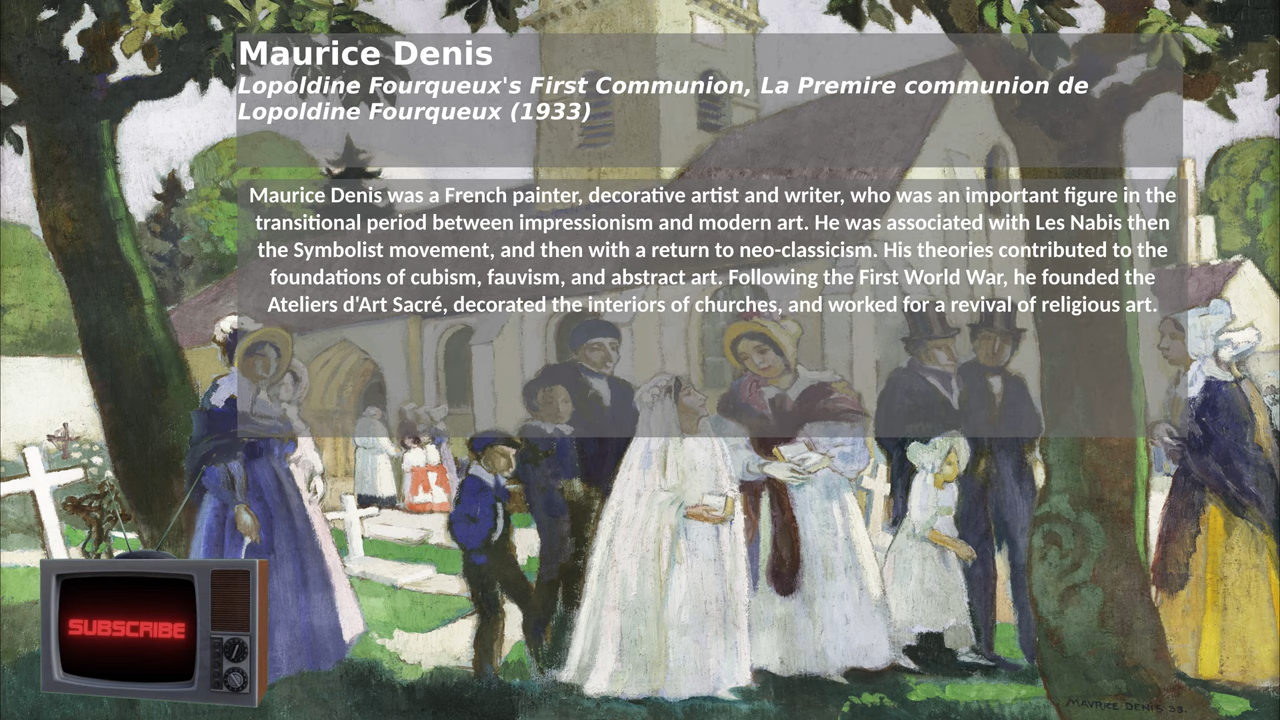 Maurice Denis
Lopoldine Fourqueux's First Communion, La Premire communion de
Lopoldine Fourqueux (1933)
Maurice Denis was a French painter, decorative artist and writer, who was an important figure in the
transitional period between impressionism and modern art. He was associated with Les Nabis then
the Symbolist movement, and then with a return to neo-classicism. His theories contributed to the
foundations of cubism, fauvism, and abstract art. Following the First World War, he founded the
Ateliers d'Art Sacré, decorated the interiors of churches, and worked for a revival of religious art.
SUBSCRIBE
MAVRICE DENIS 33.